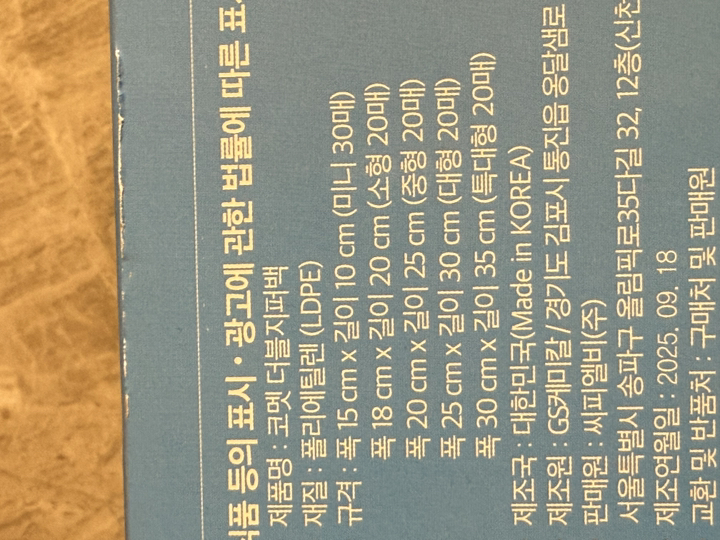 식품 등의 표시 • 광고에 관한 법률에 따른
제품명 : 코멧 더블지퍼백
재질 : 폴리에틸렌 (LDPE)
규격 : 폭 15 cm x 길이 10 cm (미니 30매)
폭 18 cm x 길이 20 cm (소형 20매)
폭 20 cm x 길이 25 cm (중형 20매)
폭 25 cm x 길이 30 cm (대형 20매)
폭 30 cm x 길이 35 cm (특대형 20매)
제조국 : 대한민국(Made in KOREA)
제조원 : GS케미칼 / 경기도 김포시 통진읍 옹달샘로
판매원 : 씨피엘비(주)
서울특별시 송파구 올림픽로35다길 32, 12층(신천
제조연월일 : 2025. 09. 18
교환 및 반품처 : 구매처 및 판매원